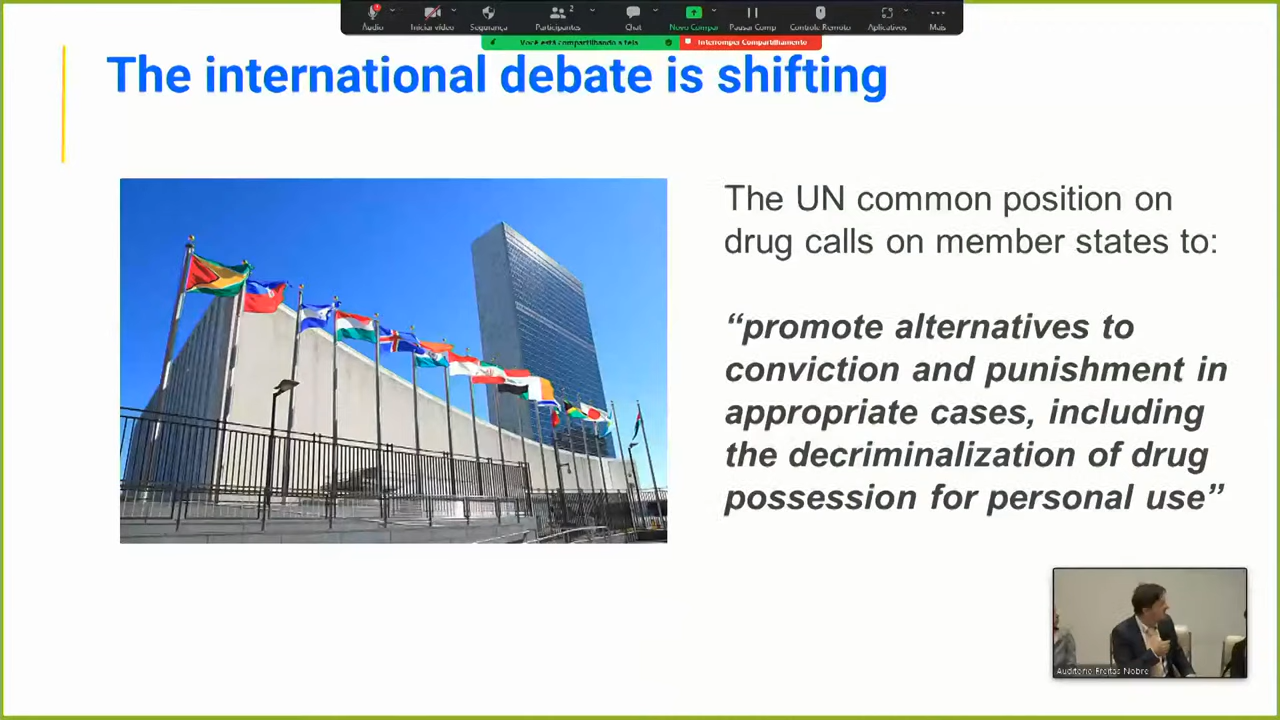 Áudio
Iniciar vídeo
Segurança
Participantes
2
Chat
Novo Compar
Pausar Comp
Controle Remoto
Aplicativos
Mais
Você está compartilhando a tela
Interromper Compartilhamento
The international debate is shifting
The UN common position on
drug calls on member states to:
“promote alternatives to
conviction and punishment in
appropriate cases, including
the decriminalization of drug
possession for personal use”
Auditório Freitas Nobre